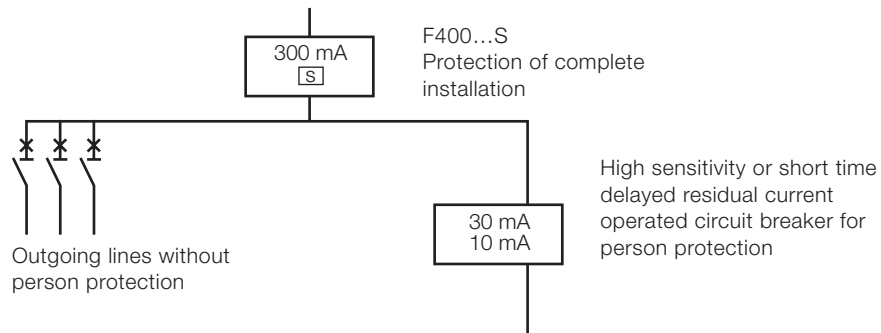 300 mA
S
F400...S
Protection of complete
installation
30 mA
10 mA
High sensitivity or short time
delayed residual current
operated circuit breaker for
person protection
Outgoing lines without
person protection